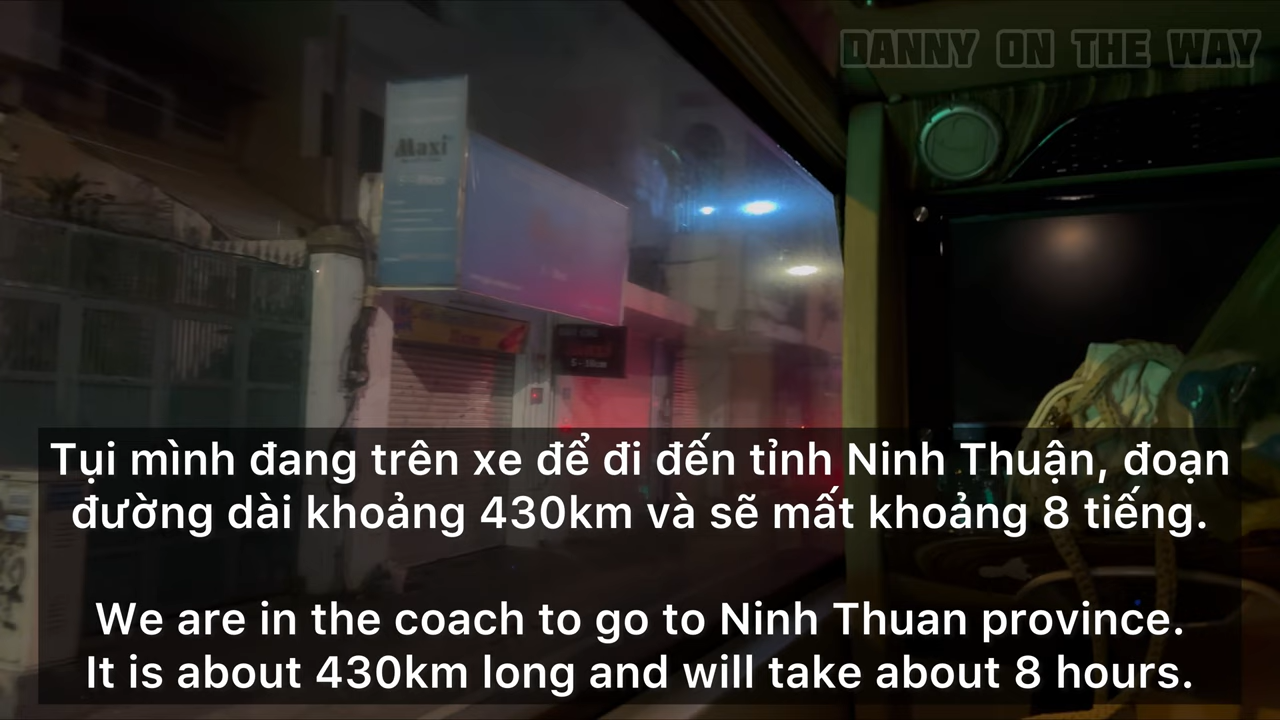 DANNY ON THE WAY
Maxi
Tụi mình đang trên xe để đi đến tỉnh Ninh Thuận, đoạn
đường dài khoảng 430km và sẽ mất khoảng 8 tiếng.
We are in the coach to go to Ninh Thuan province.
It is about 430km long and will take about 8 hours.